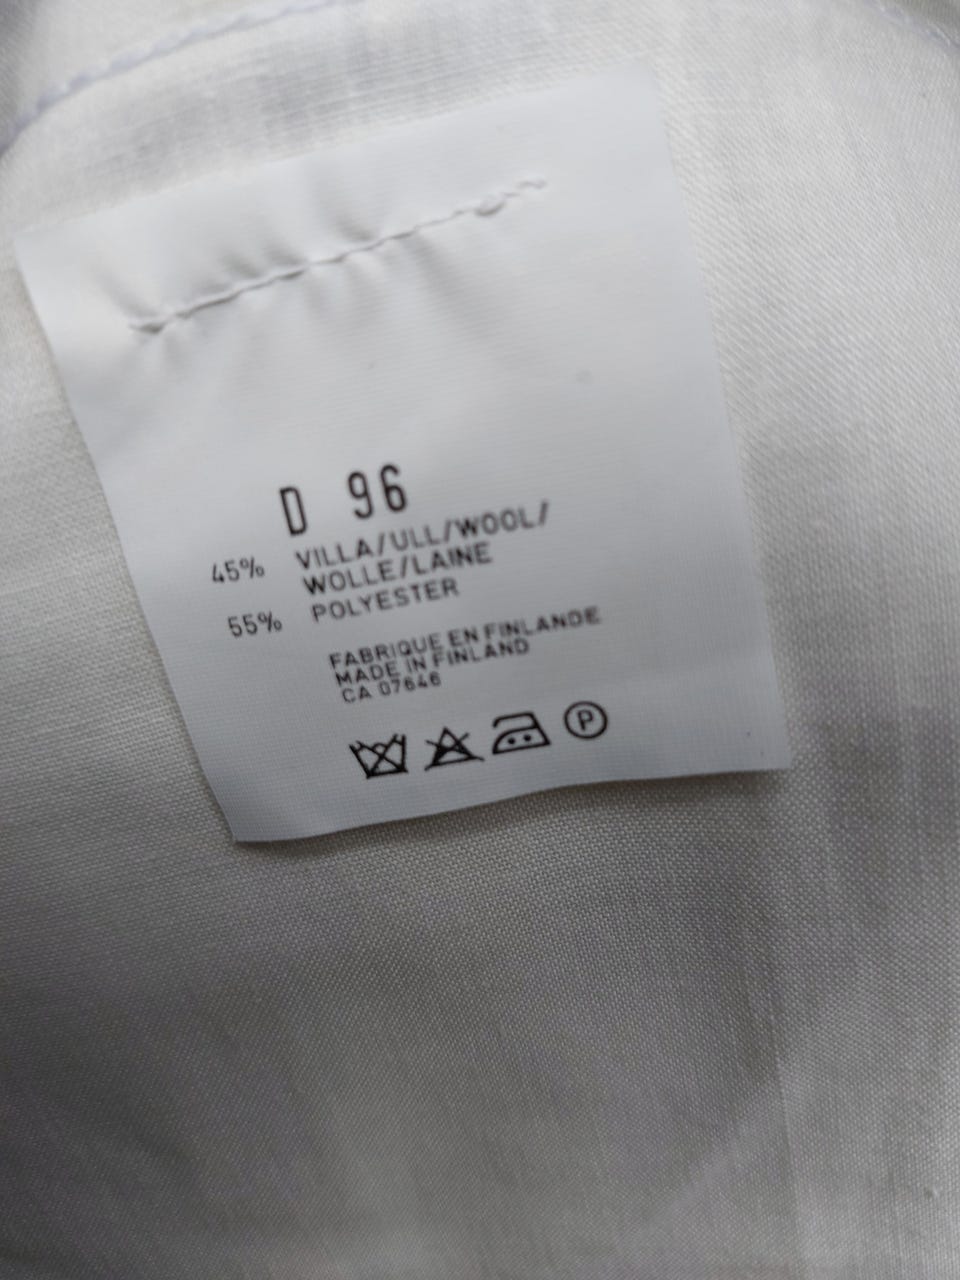 D 96
45% VILLA/ULL/WOOL/
WOLLE/LAINE
55% POLYESTER
FABRIQUE EN FINLANDE
MADE IN FINLAND
CA 07646
P